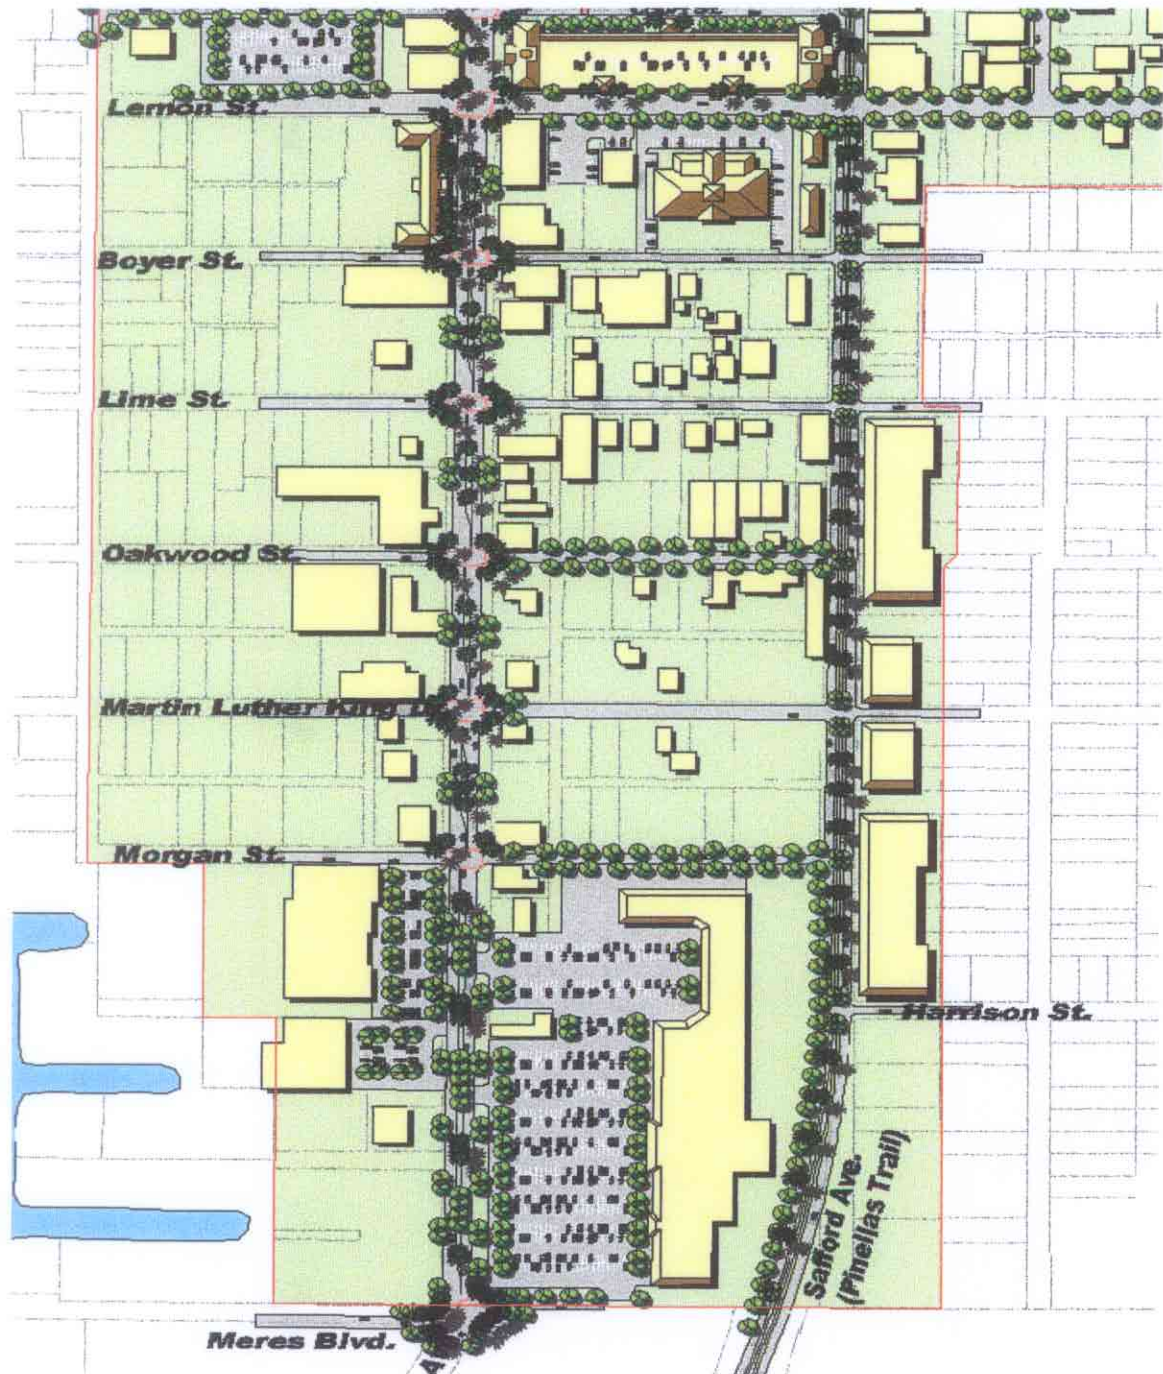 Lemon St.
Boyer St.
Lime St.
Oakwood St.
Martin Luther King
Morgan St.
Harrison St.
Safford Ave.
(Pinellas Trail)
Meres Blvd.